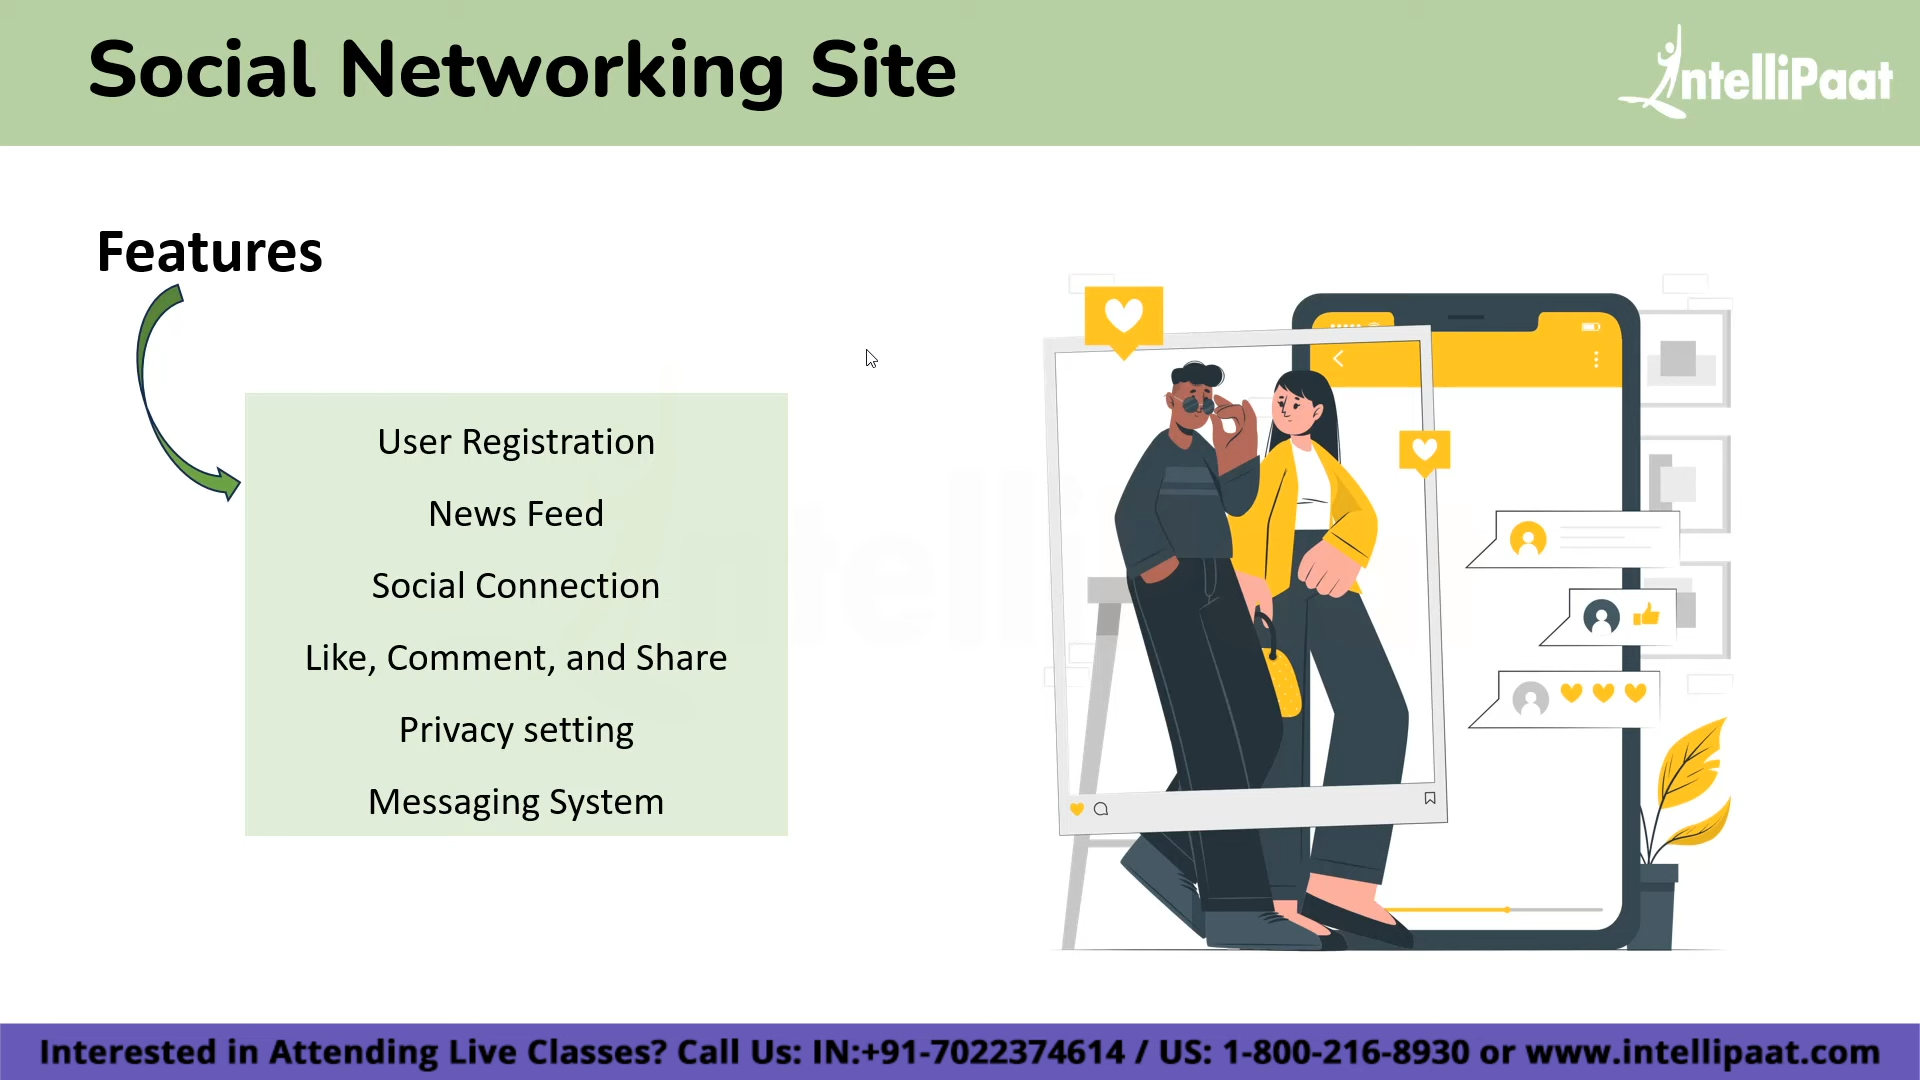 Social Networking Site
IntelliPaat
Features
User Registration
News Feed
Social Connection
Like, Comment, and Share
Privacy setting
Messaging System
Interested in Attending Live Classes? Call Us: IN:+91-7022374614 / US: 1-800-216-8930 or www.intellipaat.com